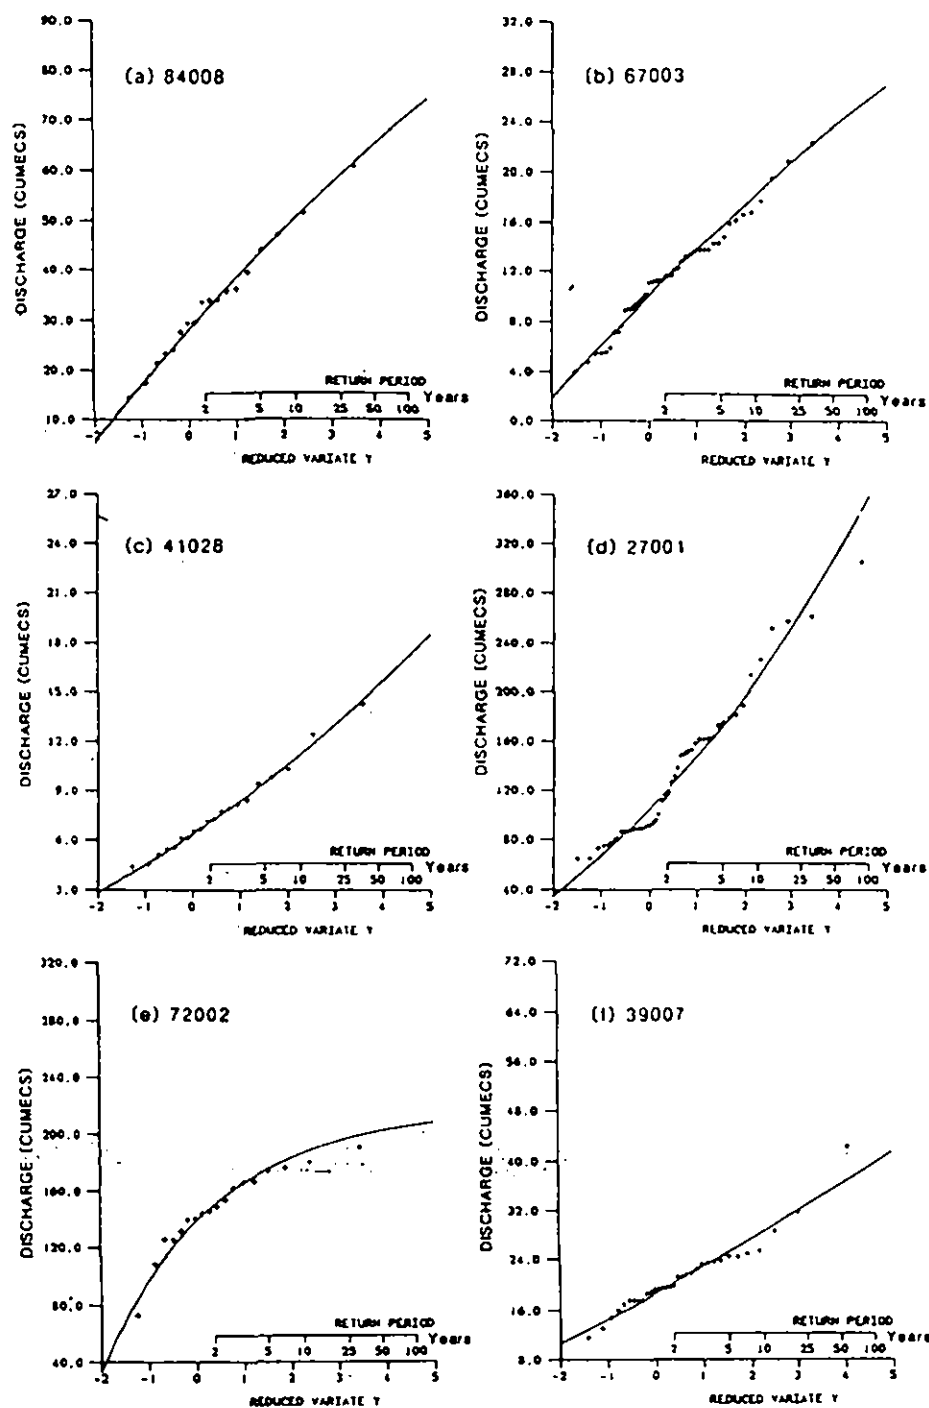 (a) 84008
DISCHARGE (CUMECS)
90.0
80.0
70.0
60.0
50.0
40.0
30.0
20.0
10.0
RETURN PERIOD
2 5 10 25 50 100 Years
-2 -1 0 1 2 3 4 5
REDUCED VARIATE Y
(b) 67003
DISCHARGE (CUMECS)
32.0
28.0
24.0
20.0
16.0
12.0
8.0
4.0
0.0
RETURN PERIOD
2 5 10 25 50 100 Years
-2 -1 0 1 2 3 4 5
REDUCED VARIATE Y
(c) 41028
DISCHARGE (CUMECS)
27.0
24.0
21.0
18.0
15.0
12.0
9.0
6.0
3.0
RETURN PERIOD
2 5 10 25 50 100 Years
-2 -1 0 1 2 3 4 5
REDUCED VARIATE Y
(d) 27001
DISCHARGE (CUMECS)
360.0
320.0
280.0
240.0
200.0
160.0
120.0
80.0
40.0
RETURN PERIOD
2 5 10 25 50 100 Years
-2 -1 0 1 2 3 4 5
REDUCED VARIATE Y
(e) 72002
DISCHARGE (CUMECS)
320.0
280.0
240.0
200.0
160.0
120.0
80.0
40.0
RETURN PERIOD
2 5 10 25 50 100 Years
-2 -1 0 1 2 3 4 5
REDUCED VARIATE Y
(f) 39007
DISCHARGE (CUMECS)
72.0
64.0
56.0
48.0
40.0
32.0
24.0
16.0
8.0
RETURN PERIOD
2 5 10 25 50 100 Years
-2 -1 0 1 2 3 4 5
REDUCED VARIATE Y